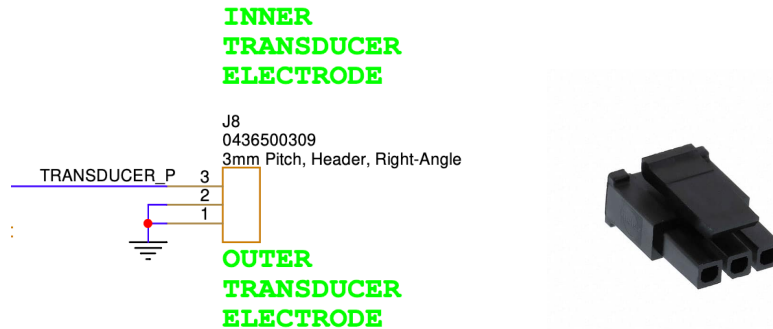 INNER
TRANSDUCER
ELECTRODE
J8
0436500309
3mm Pitch, Header, Right-Angle
TRANSDUCER_P 3
2
1
:
OUTER
TRANSDUCER
ELECTRODE